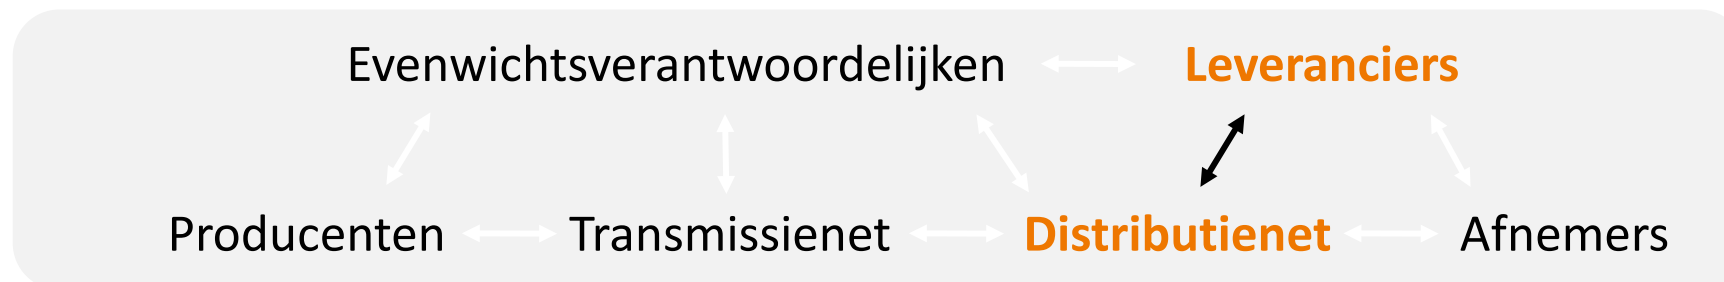 Evenwichtsverantwoordelijken Leveranciers
Producenten Transmissienet Distributienet Afnemers